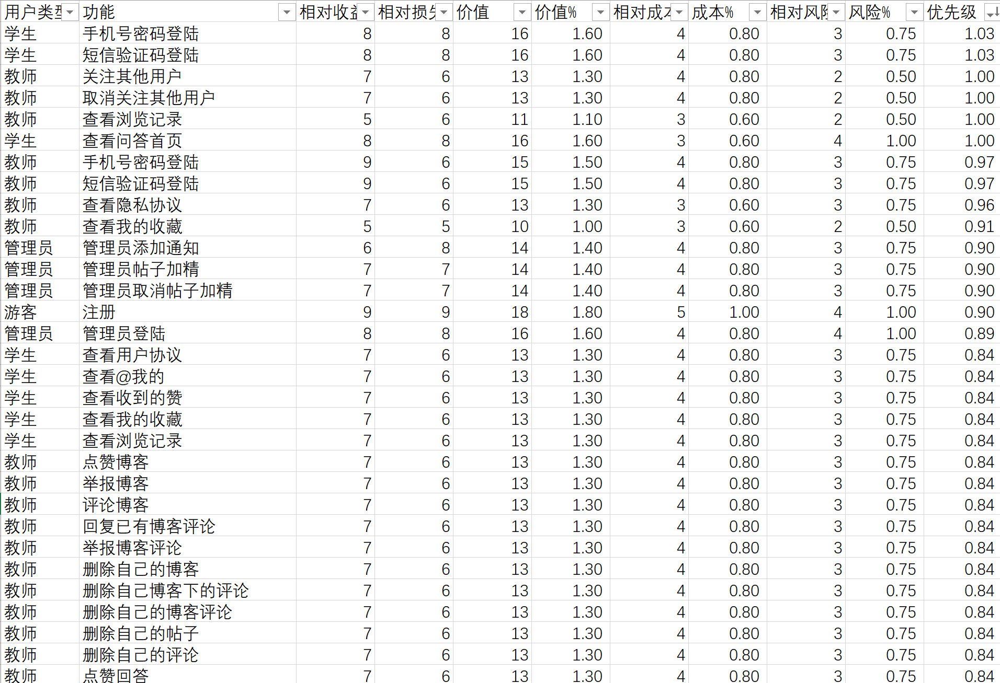 用户类型 功能 相对收益 相对损失 价值 价值% 相对成本 成本% 相对风险 风险% 优先级
学生 手机号密码登陆 8 8 16 1.60 4 0.80 3 0.75 1.03
学生 短信验证码登陆 8 8 16 1.60 4 0.80 3 0.75 1.03
教师 关注其他用户 7 6 13 1.30 4 0.80 2 0.50 1.00
教师 取消关注其他用户 7 6 13 1.30 4 0.80 2 0.50 1.00
教师 查看浏览记录 5 6 11 1.10 3 0.60 2 0.50 1.00
学生 查看问答首页 8 8 16 1.60 3 0.60 4 1.00 1.00
教师 手机号密码登陆 9 6 15 1.50 4 0.80 3 0.75 0.97
教师 短信验证码登陆 9 6 15 1.50 4 0.80 3 0.75 0.97
教师 查看隐私协议 7 6 13 1.30 3 0.60 3 0.75 0.96
教师 查看我的收藏 5 5 10 1.00 3 0.60 2 0.50 0.91
管理员 管理员添加通知 6 8 14 1.40 4 0.80 3 0.75 0.90
管理员 管理员帖子加精 7 7 14 1.40 4 0.80 3 0.75 0.90
管理员 管理员取消帖子加精 7 7 14 1.40 4 0.80 3 0.75 0.90
游客 注册 9 9 18 1.80 5 1.00 4 1.00 0.90
管理员 管理员登陆 8 8 16 1.60 4 0.80 4 1.00 0.89
学生 查看用户协议 7 6 13 1.30 4 0.80 3 0.75 0.84
学生 查看@我的 7 6 13 1.30 4 0.80 3 0.75 0.84
学生 查看收到的赞 7 6 13 1.30 4 0.80 3 0.75 0.84
学生 查看我的收藏 7 6 13 1.30 4 0.80 3 0.75 0.84
学生 查看浏览记录 7 6 13 1.30 4 0.80 3 0.75 0.84
教师 点赞博客 7 6 13 1.30 4 0.80 3 0.75 0.84
教师 举报博客 7 6 13 1.30 4 0.80 3 0.75 0.84
教师 评论博客 7 6 13 1.30 4 0.80 3 0.75 0.84
教师 回复已有博客评论 7 6 13 1.30 4 0.80 3 0.75 0.84
教师 举报博客评论 7 6 13 1.30 4 0.80 3 0.75 0.84
教师 删除自己的博客 7 6 13 1.30 4 0.80 3 0.75 0.84
教师 删除自己博客下的评论 7 6 13 1.30 4 0.80 3 0.75 0.84
教师 删除自己的博客评论 7 6 13 1.30 4 0.80 3 0.75 0.84
教师 删除自己的帖子 7 6 13 1.30 4 0.80 3 0.75 0.84
教师 删除自己的评论 7 6 13 1.30 4 0.80 3 0.75 0.84
教师 点赞回答 7 6 13 1.30 4 0.80 3 0.75 0.84